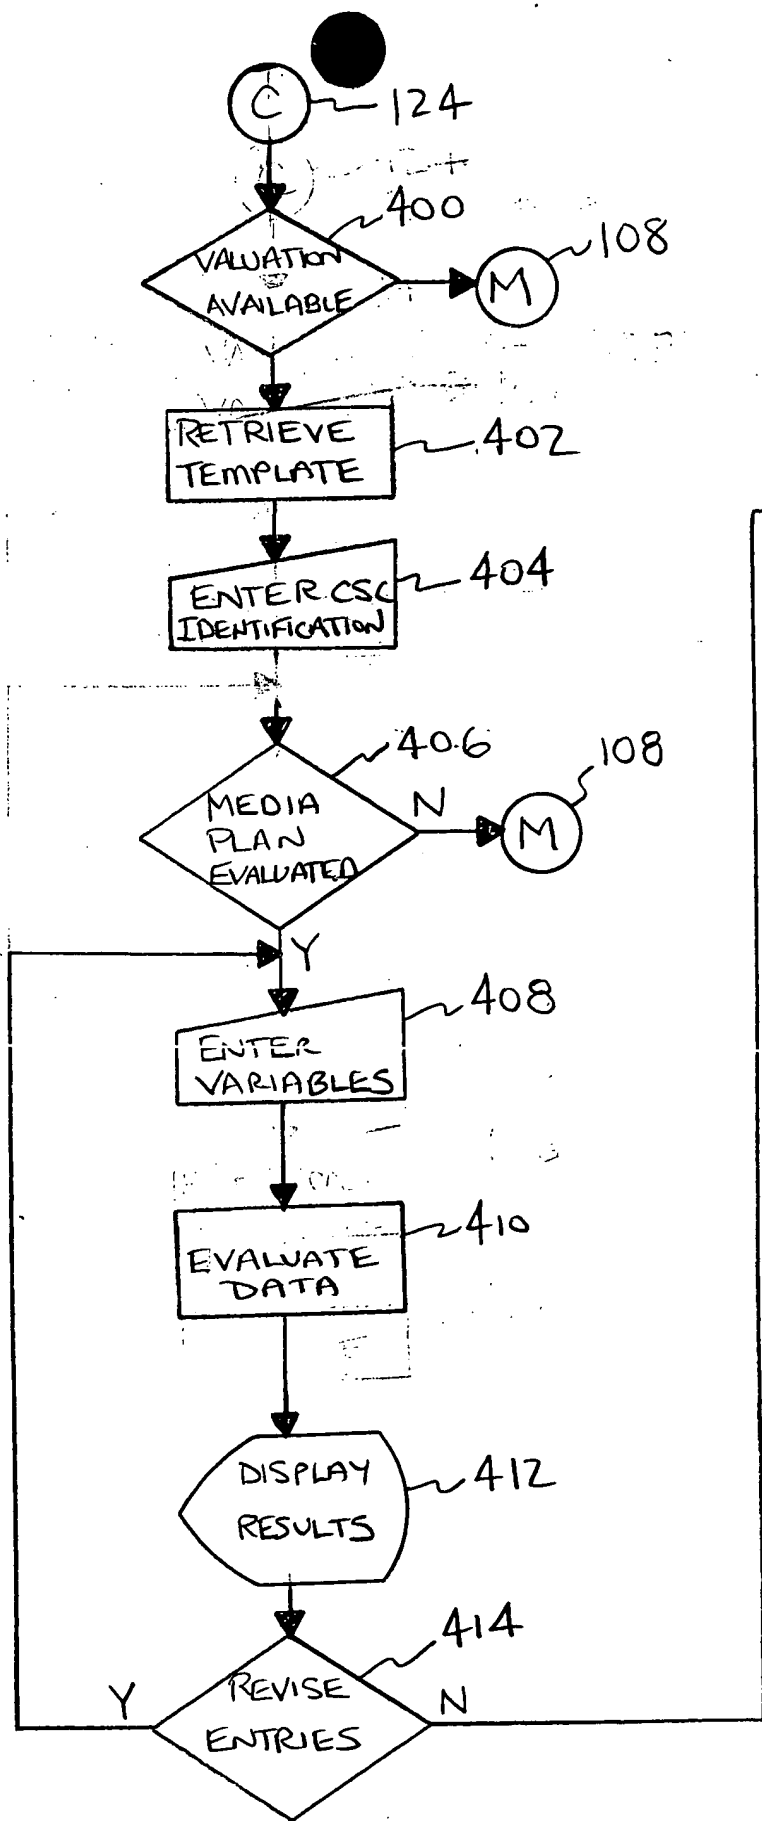 C
124
400
VALUATION
AVAILABLE
108
M
RETRIEVE
TEMPLATE
402
ENTER CSC
IDENTIFICATION
404
406
108
MEDIA
PLAN
EVALUATED
N
M
Y
408
ENTER
VARIABLES
410
EVALUATE
DATA
DISPLAY
RESULTS
412
414
Y
REVISE
ENTRIES
N